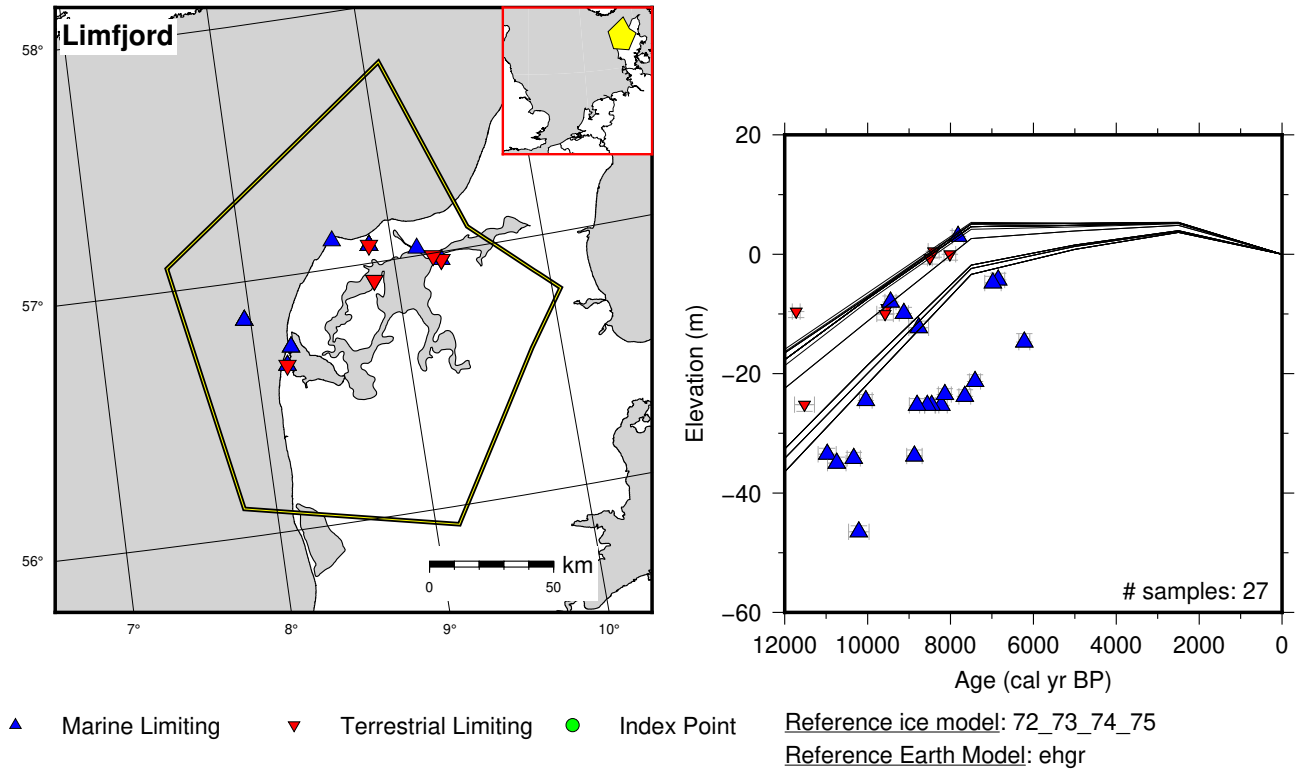 Limfjord
58°
57°
56°
7°
8°
9°
10°
km
0
50
20
0
−20
−40
−60
Elevation (m)
# samples: 27
12000
10000
8000
6000
4000
2000
0
Age (cal yr BP)
Marine Limiting
Terrestrial Limiting
Index Point
Reference ice model: 72_73_74_75
Reference Earth Model: ehgr